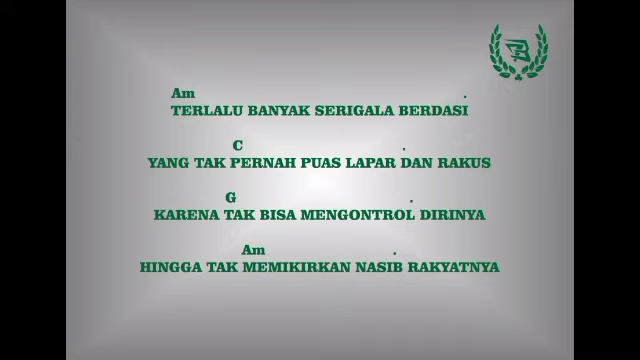 Am .
TERLALU BANYAK SERIGALA BERDASI
C .
YANG TAK PERNAH PUAS LAPAR DAN RAKUS
G .
KARENA TAK BISA MENGONTROL DIRINYA
Am .
HINGGA TAK MEMIKIRKAN NASIB RAKYATNYA